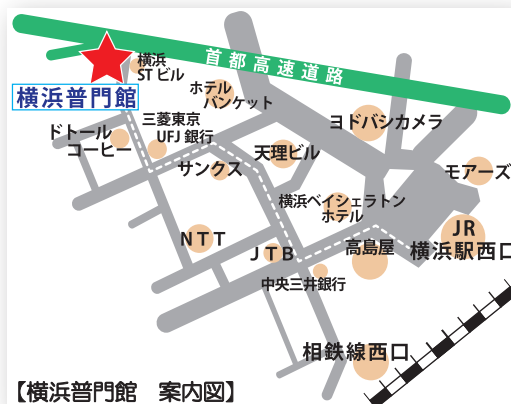 首都高速道路
横浜
STビル
横浜普門館
ホテル
バンケット
三菱東京
UFJ銀行
ヨドバシカメラ
ドトール
コーヒー
サンクス
天理ビル
モアーズ
横浜ベイシェラトン
ホテル
JR
横浜駅西口
NTT
JTB
高島屋
中央三井銀行
相鉄線西口
【横浜普門館 案内図】